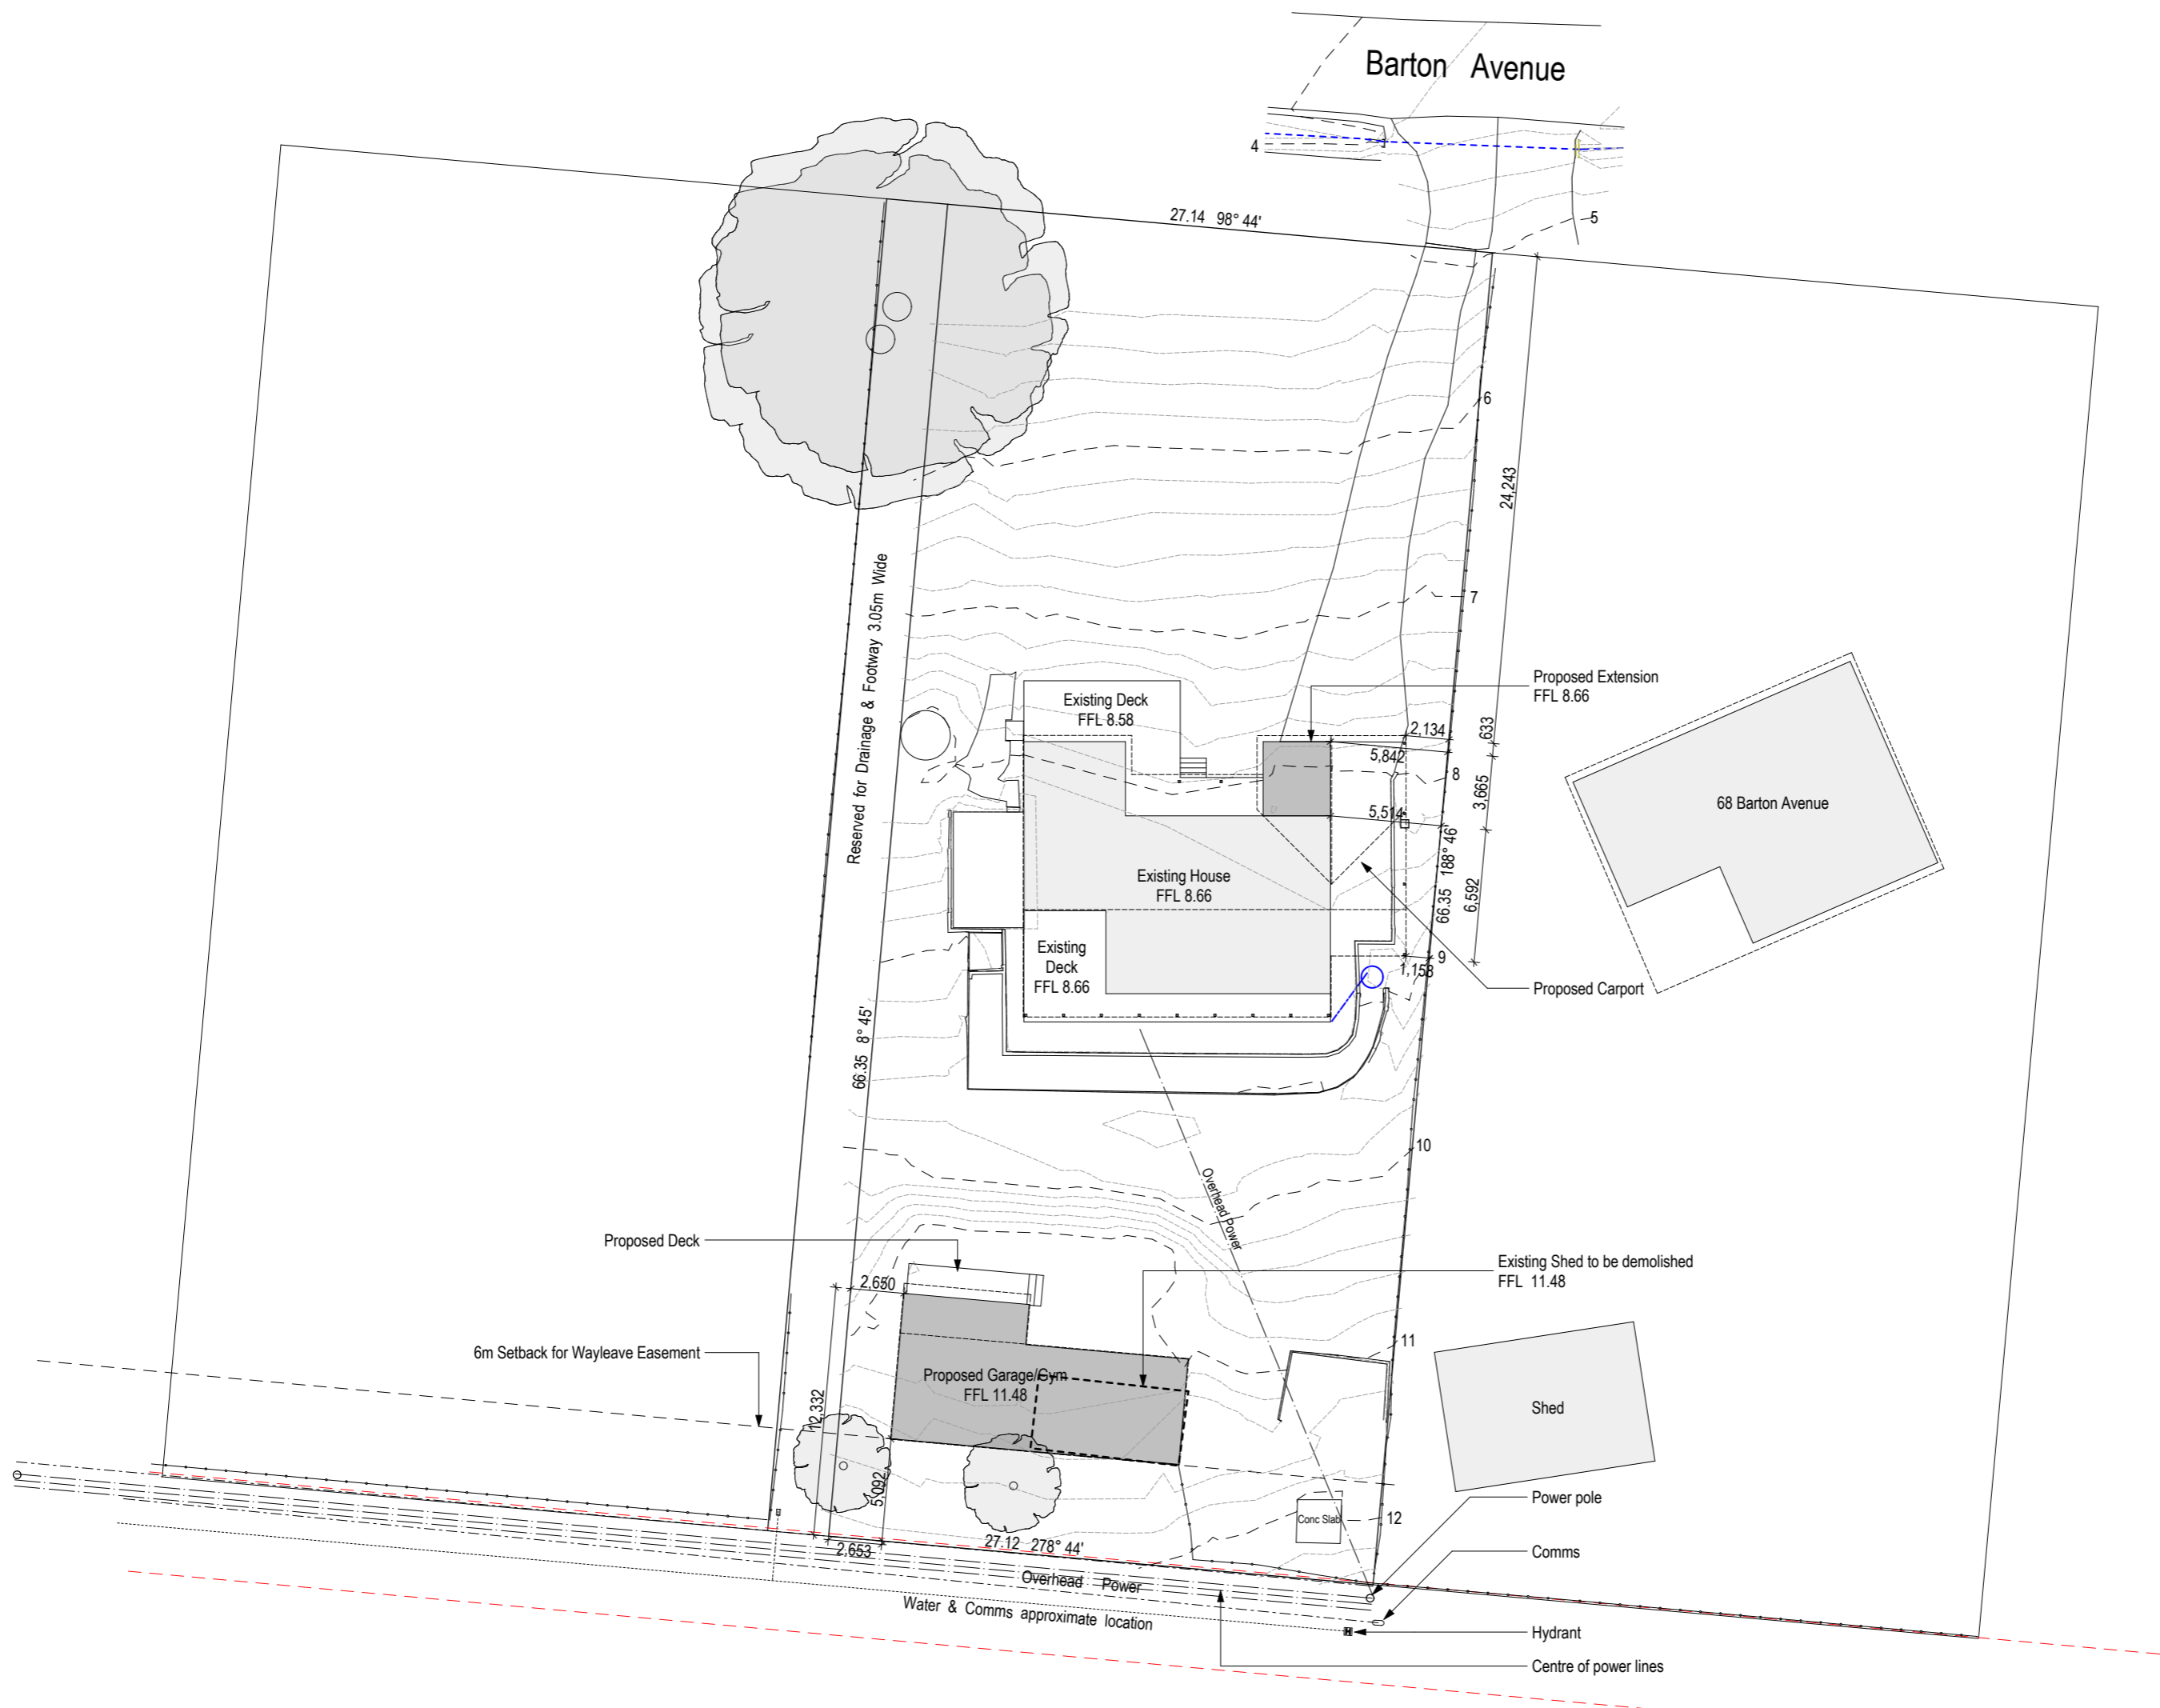 Barton Avenue
4
5
27.14 98° 44'
6
24,243
Reserved for Drainage & Footway 3.05m Wide
7
Proposed Extension
FFL 8.66
Existing Deck
FFL 8.58
2,134
633
5,842
8
3,665
68 Barton Avenue
5,514
66.35 188° 46'
Existing House
FFL 8.66
6,592
Existing
Deck
FFL 8.66
9
1,158
Proposed Carport
66.35 8° 45'
10
Overhead Power
Proposed Deck
Existing Shed to be demolished
FFL 11.48
2,650
11
6m Setback for Wayleave Easement
Proposed Garage/Gym
FFL 11.48
12,332
Shed
5,092
Power pole
Conc Slab
12
27.12 278° 44'
2,653
Comms
Overhead Power
Water & Comms approximate location
Hydrant
Centre of power lines